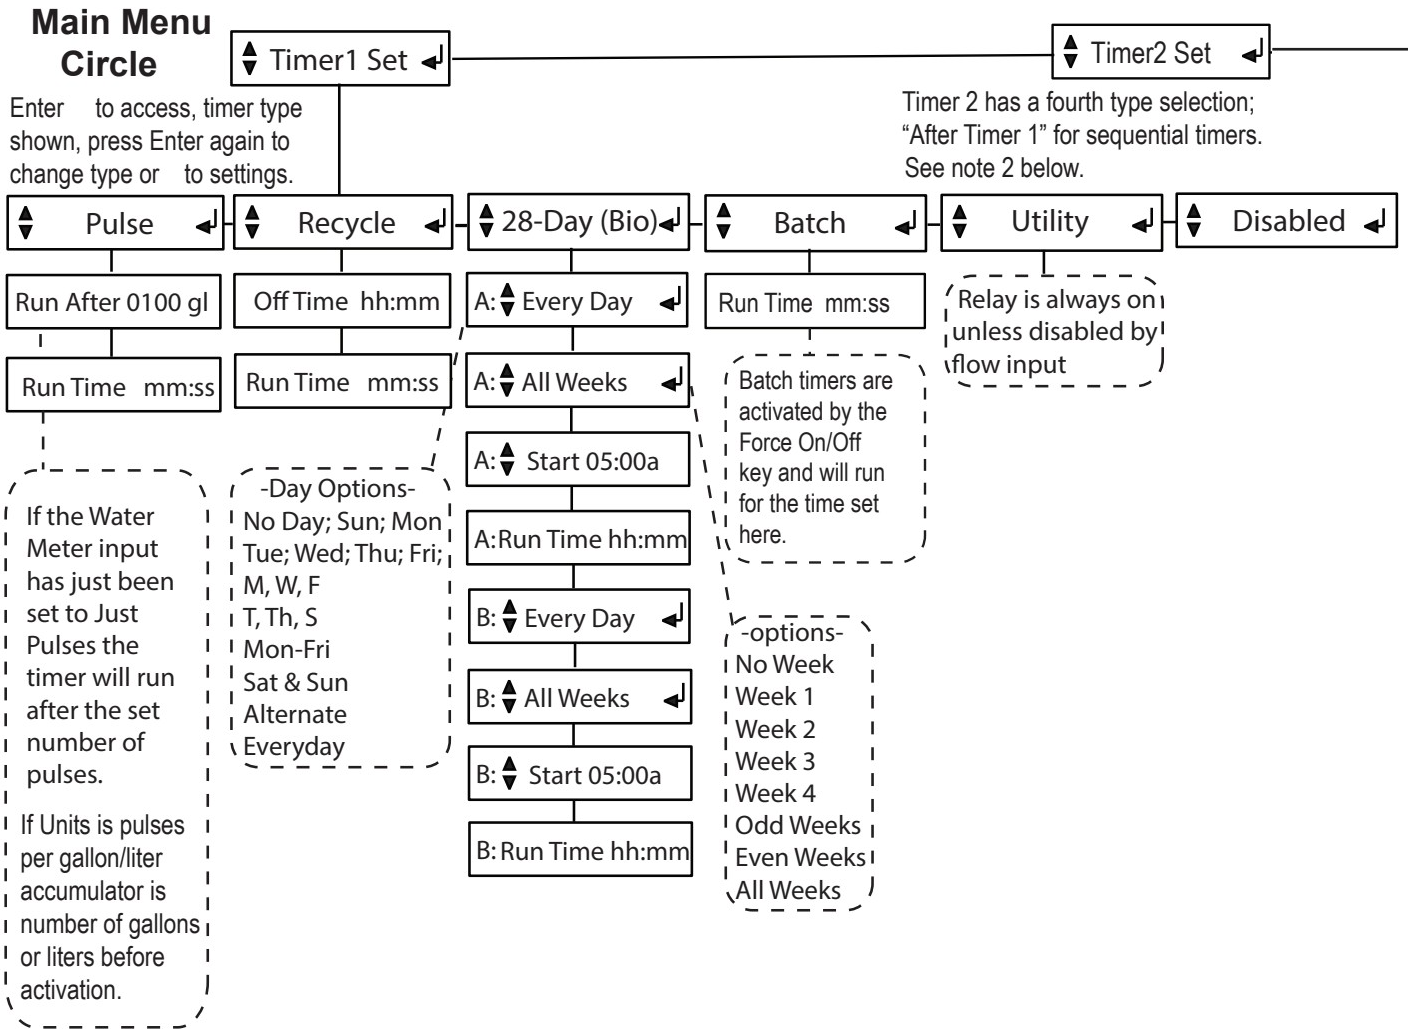 Main Menu
Circle
Timer1 Set
Timer2 Set
Enter to access, timer type
shown, press Enter again to
change type or to settings.
Timer 2 has a fourth type selection;
“After Timer 1” for sequential timers.
See note 2 below.
Pulse
Recycle
28-Day (Bio)
Batch
Utility
Disabled
Run After 0100 gl
Run Time mm:ss
If the Water
Meter input
has just been
set to Just
Pulses the
timer will run
after the set
number of
pulses.
If Units is pulses
per gallon/liter
accumulator is
number of gallons
or liters before
activation.
Off Time hh:mm
Run Time mm:ss
-Day Options-
No Day; Sun; Mon
Tue; Wed; Thu; Fri;
M, W, F
T, Th, S
Mon-Fri
Sat & Sun
Alternate
Everyday
A: Every Day
A: All Weeks
A: Start 05:00a
A:Run Time hh:mm
B: Every Day
B: All Weeks
B: Start 05:00a
B: Run Time hh:mm
Run Time mm:ss
Batch timers are
activated by the
Force On/Off
key and will run
for the time set
here.
-options-
No Week
Week 1
Week 2
Week 3
Week 4
Odd Weeks
Even Weeks
All Weeks
Relay is always on
unless disabled by
flow input